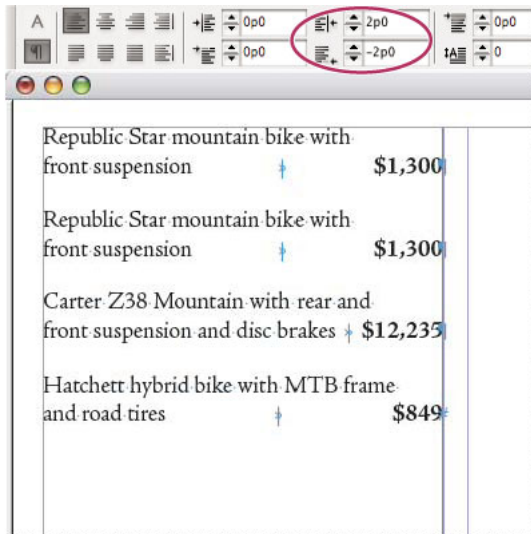 A 0p0 2p0 0p0
¶ 0p0 -2p0 A 0
Republic Star mountain bike with
front suspension $1,300
Republic Star mountain bike with
front suspension $1,300
Carter Z38 Mountain with rear and
front suspension and disc brakes $12,235
Hatchett hybrid bike with MTB frame
and road tires $849